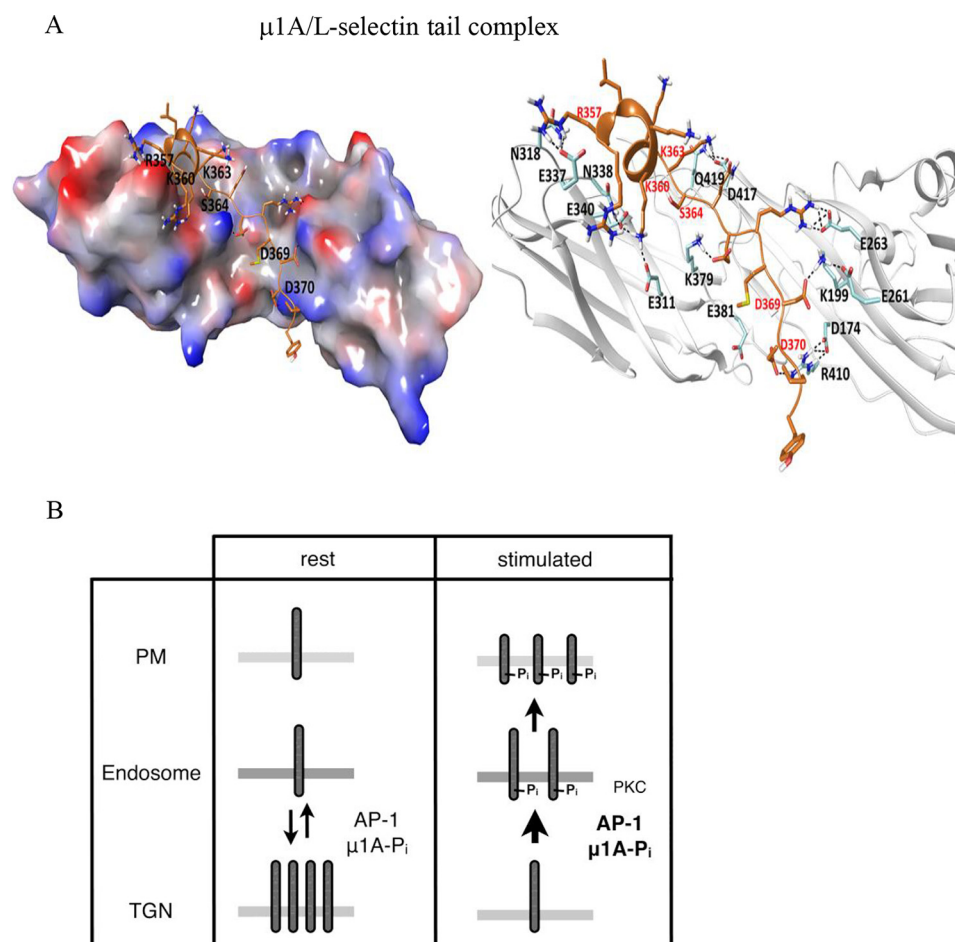 A
μ1A/L-selectin tail complex
R357
K360
K363
S364
D369
D370
R357
N318
E337
N338
K363
Q419
D417
K360
S364
E340
E263
K379
E311
E381
D369
K199
E261
D174
D370
R410
B
rest
stimulated
PM
Pi
Pi
Pi
Endosome
Pi
Pi
PKC
AP-1
μ1A-Pi
AP-1
μ1A-Pi
TGN